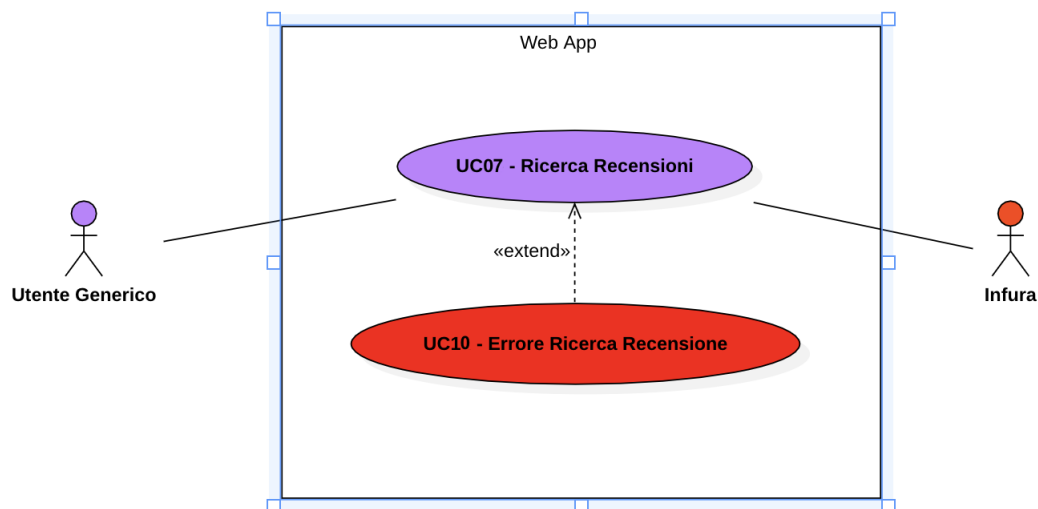 Web App
UC07 - Ricerca Recensioni
«extend»
Utente Generico
Infura
UC10 - Errore Ricerca Recensione